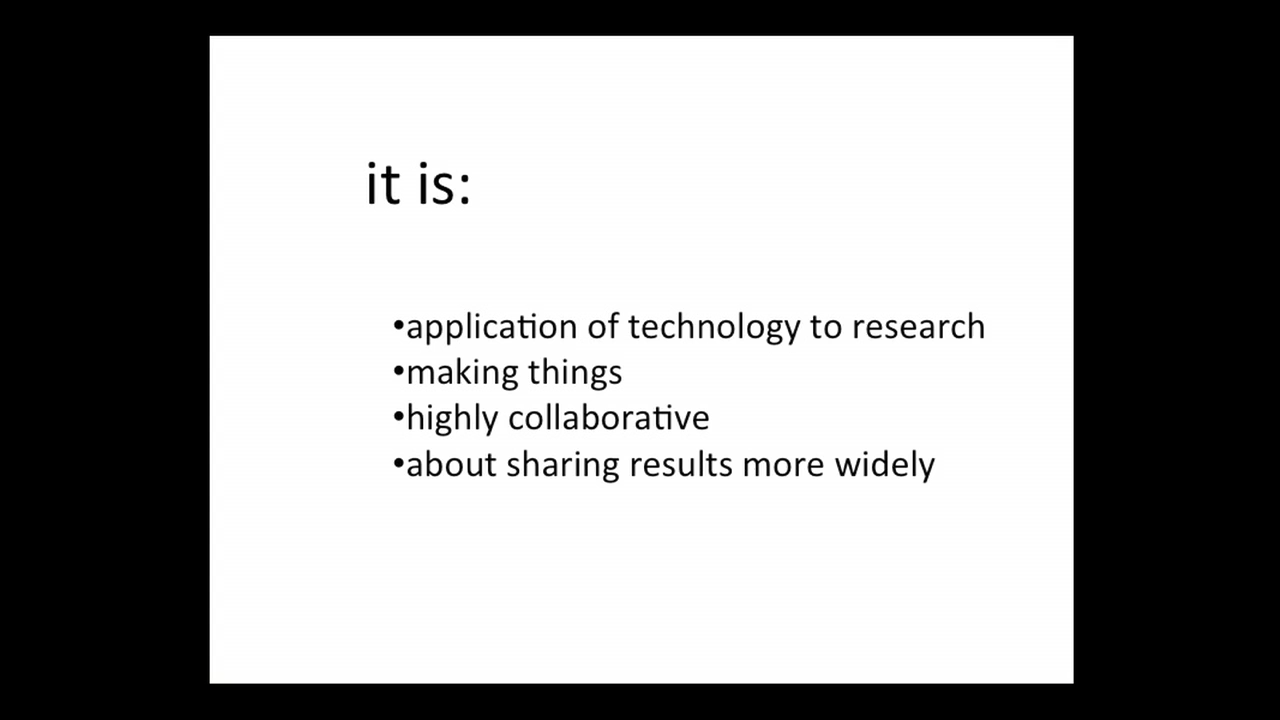 it is:
•application of technology to research
•making things
•highly collaborative
•about sharing results more widely